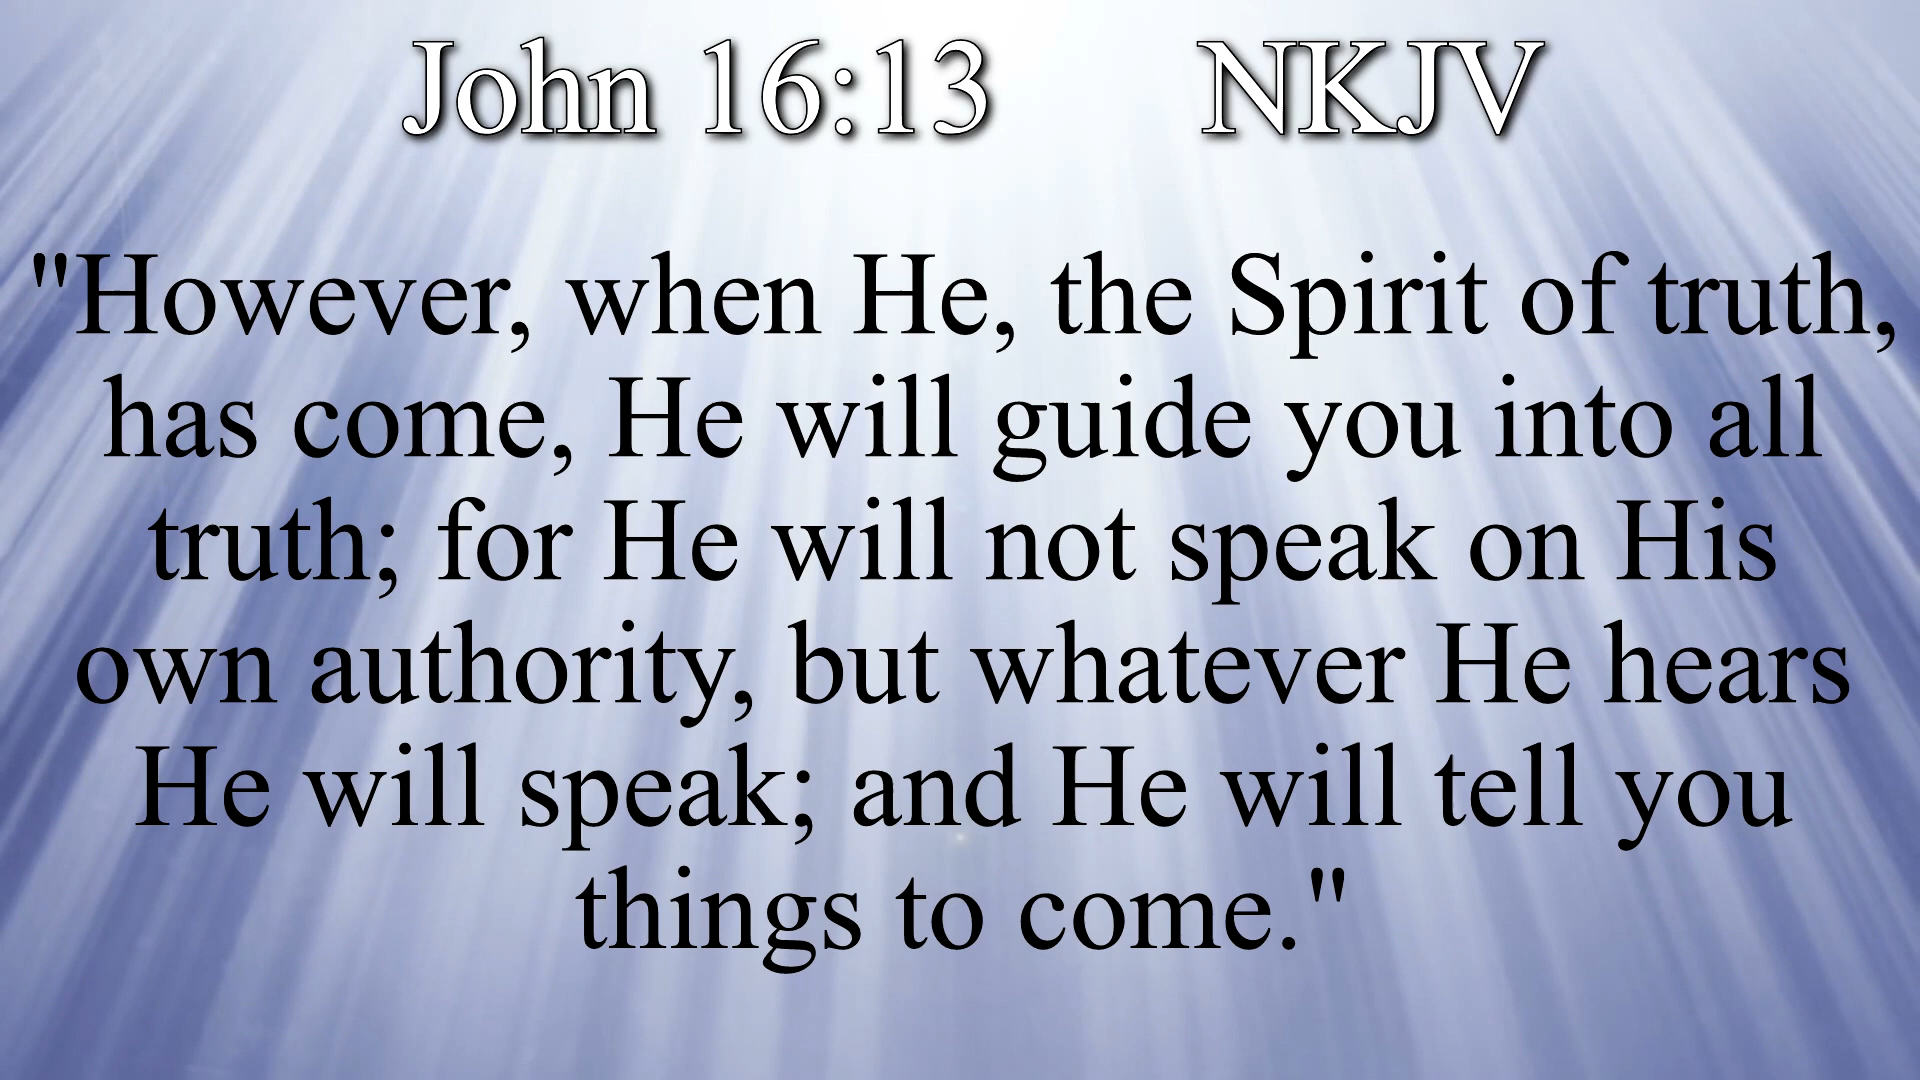 John 16:13 NKJV
"However, when He, the Spirit of truth,
has come, He will guide you into all
truth; for He will not speak on His
own authority, but whatever He hears
He will speak; and He will tell you
things to come."